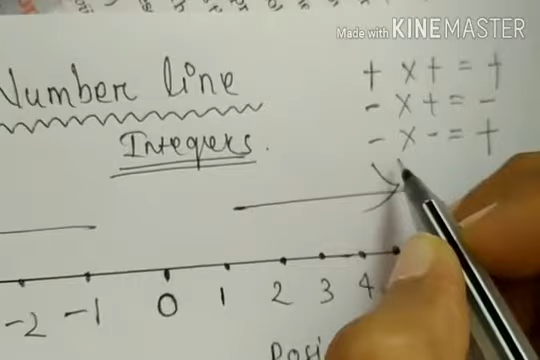 Made with KINEMASTER
Number line
+ × + = +
- × + = -
- × - = +
Integers.
-2 -1 0 1 2 3 4